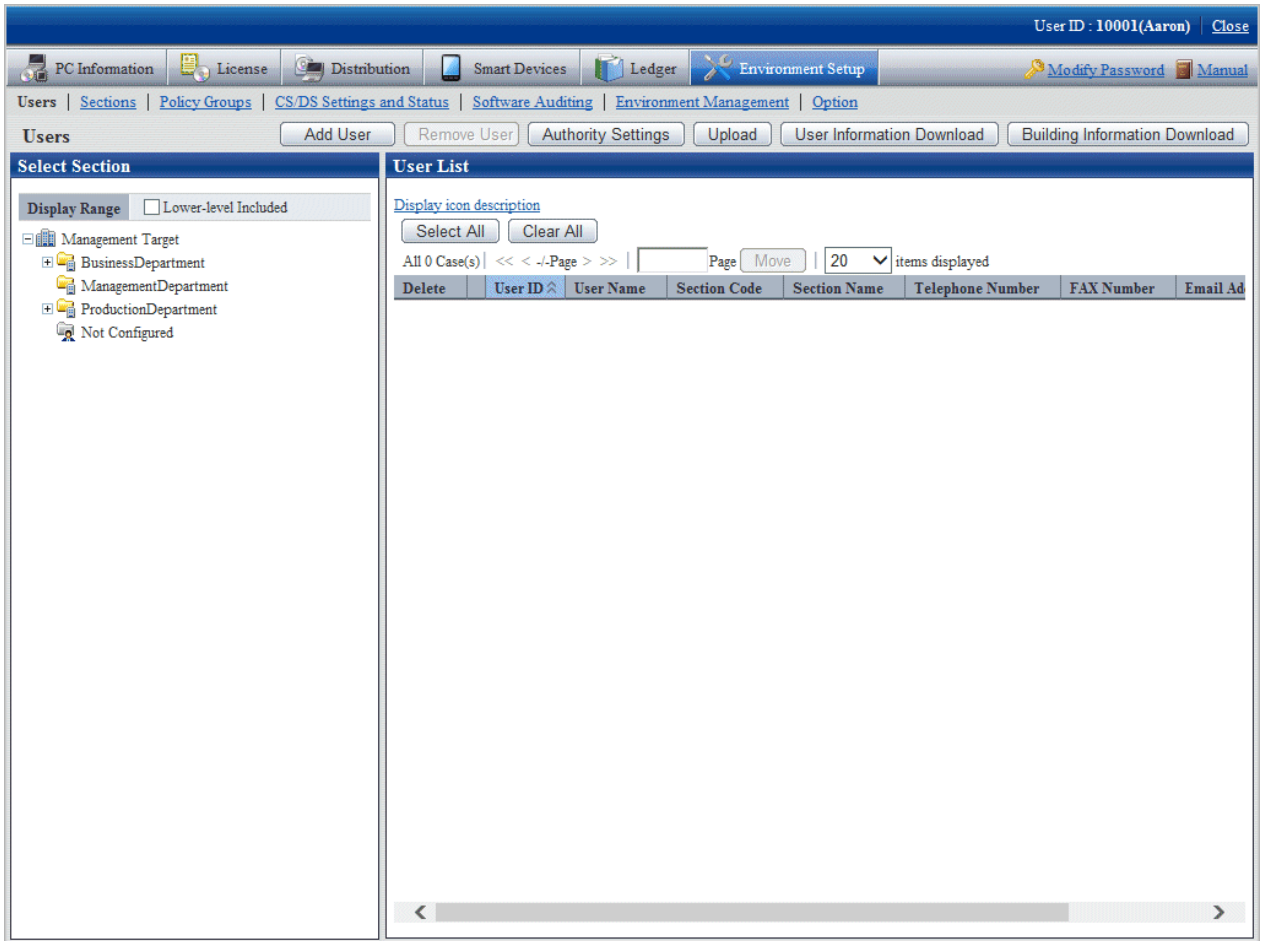 User ID : 10001(Aaron) Close
PC Information License Distribution Smart Devices Ledger Environment Setup Modify Password Manual
Users | Sections | Policy Groups | CS/DS Settings and Status | Software Auditing | Environment Management | Option
Users Add User Remove User Authority Settings Upload User Information Download Building Information Download
Select Section
Display Range Lower-level Included
Management Target
BusinessDepartment
ManagementDepartment
ProductionDepartment
Not Configured
User List
Display icon description
Select All Clear All
All 0 Case(s) | << < -/-Page > >> | Page Move | 20 items displayed
Delete User ID User Name Section Code Section Name Telephone Number FAX Number Email Ad